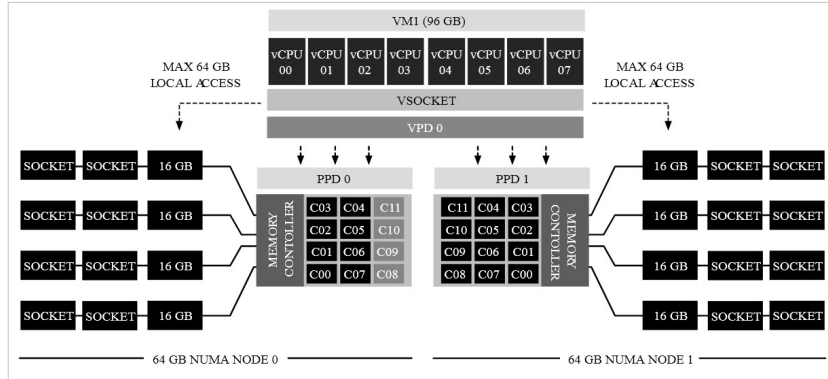 VM1 (96 GB)
vCPU 00 vCPU 01 vCPU 02 vCPU 03 vCPU 04 vCPU 05 vCPU 06 vCPU 07
MAX 64 GB
LOCAL ACCESS
VSOCKET
MAX 64 GB
LOCAL ACCESS
VPD 0
SOCKET SOCKET 16 GB
SOCKET SOCKET 16 GB
SOCKET SOCKET 16 GB
SOCKET SOCKET 16 GB
PPD 0
MEMORY
CONTOLLER
C03 C04 C11
C02 C05 C10
C01 C06 C09
C00 C07 C08
PPD 1
C11 C04 C03
C10 C05 C02
C09 C06 C01
C08 C07 C00
MEMORY
CONTOLLER
16 GB SOCKET SOCKET
16 GB SOCKET SOCKET
16 GB SOCKET SOCKET
16 GB SOCKET SOCKET
64 GB NUMA NODE 0
64 GB NUMA NODE 1